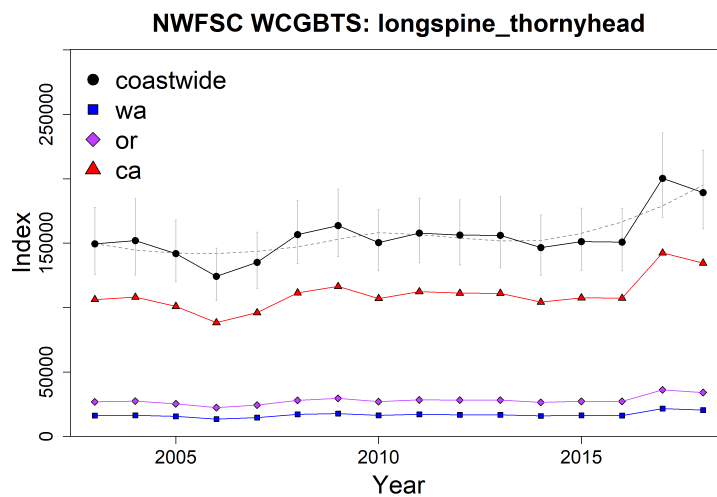 NWFSC WCGBTS: longspine_thornyhead
coastwide
wa
or
ca
Index
250000
150000
50000
0
2005 2010 2015
Year